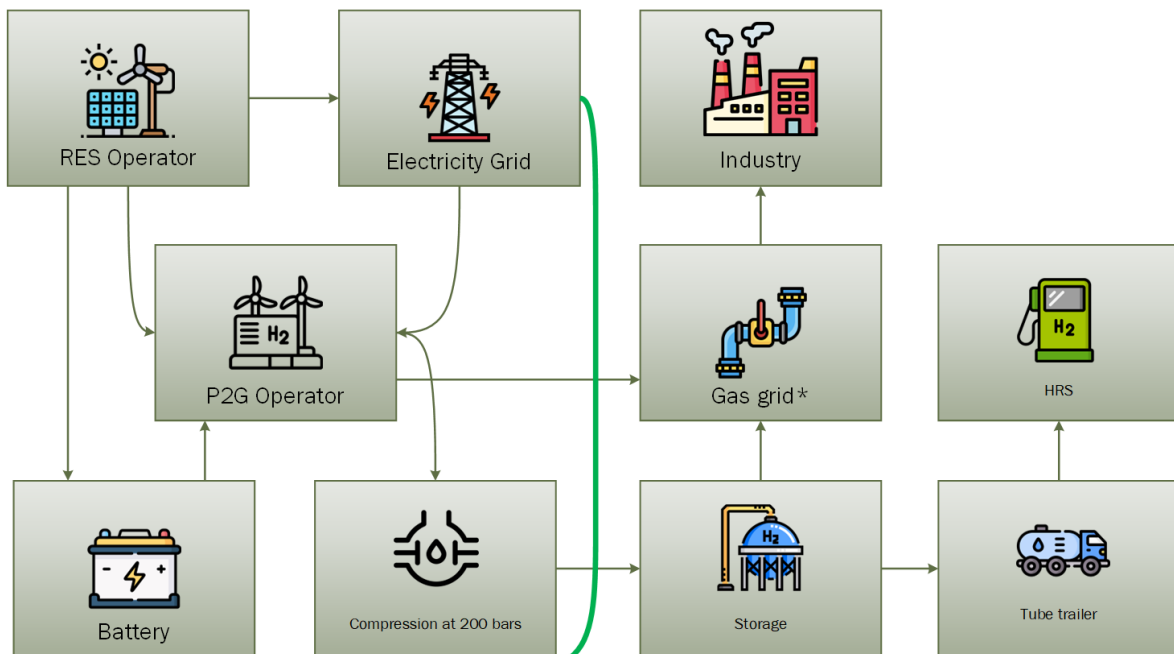 RES Operator
Electricity Grid
Industry
H2
P2G Operator
Gas grid*
H2
HRS
Battery
Compression at 200 bars
H2
Storage
Tube trailer